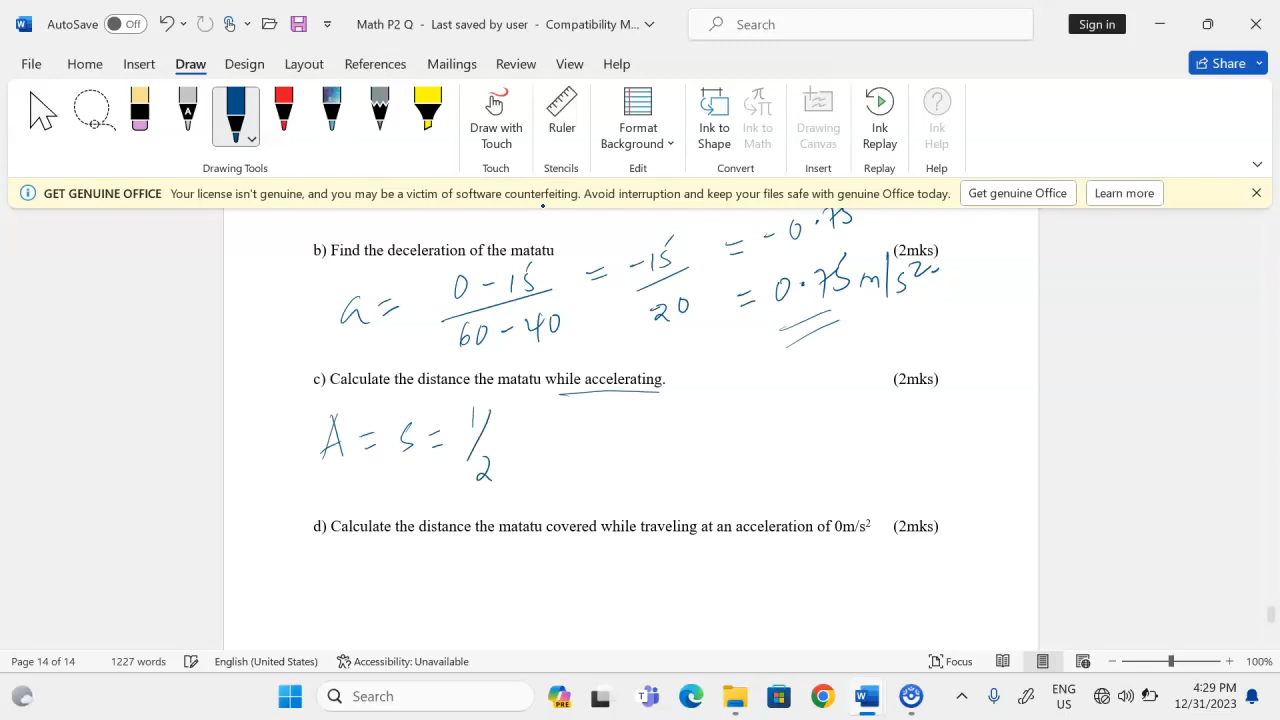 AutoSave Off Math P2 Q - Last saved by user - Compatibility M... Search Sign in
File Home Insert Draw Design Layout References Mailings Review View Help Share
A Draw with Touch Ruler Format Background Ink to Shape Ink to Math Drawing Canvas Ink Replay Ink Help
Drawing Tools Touch Stencils Edit Convert Insert Replay Help
GET GENUINE OFFICE Your license isn't genuine, and you may be a victim of software counterfeiting. Avoid interruption and keep your files safe with genuine Office today. Get genuine Office Learn more
b) Find the deceleration of the matatu (2mks)
a = 0 - 15 / 60 - 40 = -15 / 20 = - 0.75
= 0.75 m/s²
c) Calculate the distance the matatu while accelerating. (2mks)
A = s = 1/2
d) Calculate the distance the matatu covered while traveling at an acceleration of 0m/s² (2mks)
Page 14 of 14 1227 words English (United States) Accessibility: Unavailable Focus 100%
Search PRE ENG US 4:29 PM 12/31/2023